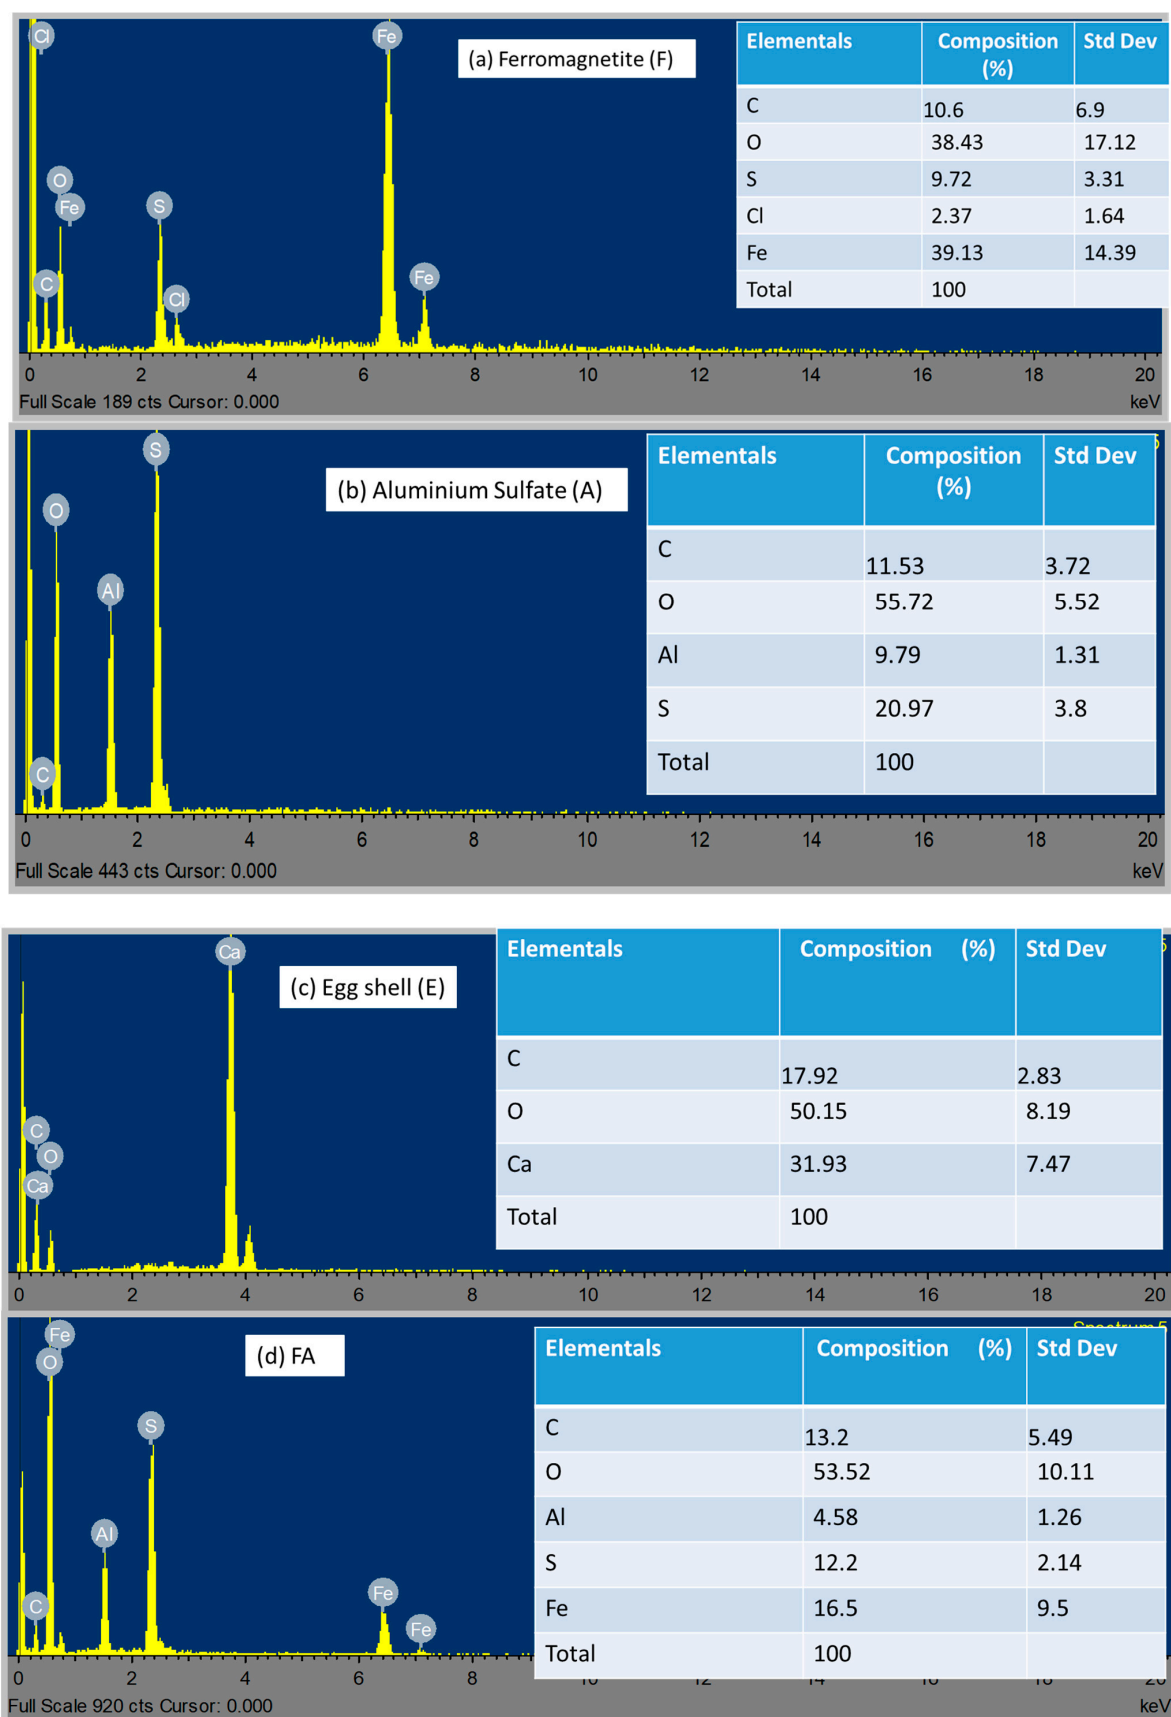 Cl
Fe
O
Fe
S
C
Cl
Fe
(a) Ferromagnetite (F)
Elementals Composition (%) Std Dev
C 10.6 6.9
O 38.43 17.12
S 9.72 3.31
Cl 2.37 1.64
Fe 39.13 14.39
Total 100
0 2 4 6 8 10 12 14 16 18 20
Full Scale 189 cts Cursor: 0.000 keV
S
O
Al
C
(b) Aluminium Sulfate (A)
Elementals Composition (%) Std Dev
C 11.53 3.72
O 55.72 5.52
Al 9.79 1.31
S 20.97 3.8
Total 100
0 2 4 6 8 10 12 14 16 18 20
Full Scale 443 cts Cursor: 0.000 keV
Ca
C
O
Ca
(c) Egg shell (E)
Elementals Composition (%) Std Dev
C 17.92 2.83
O 50.15 8.19
Ca 31.93 7.47
Total 100
0 2 4 6 8 10 12 14 16 18 20
Fe
O
S
Al
C
Fe
Fe
(d) FA
Spectrum 5
Elementals Composition (%) Std Dev
C 13.2 5.49
O 53.52 10.11
Al 4.58 1.26
S 12.2 2.14
Fe 16.5 9.5
Total 100
0 2 4 6 8 10 12 14 16 18 20
Full Scale 920 cts Cursor: 0.000 keV